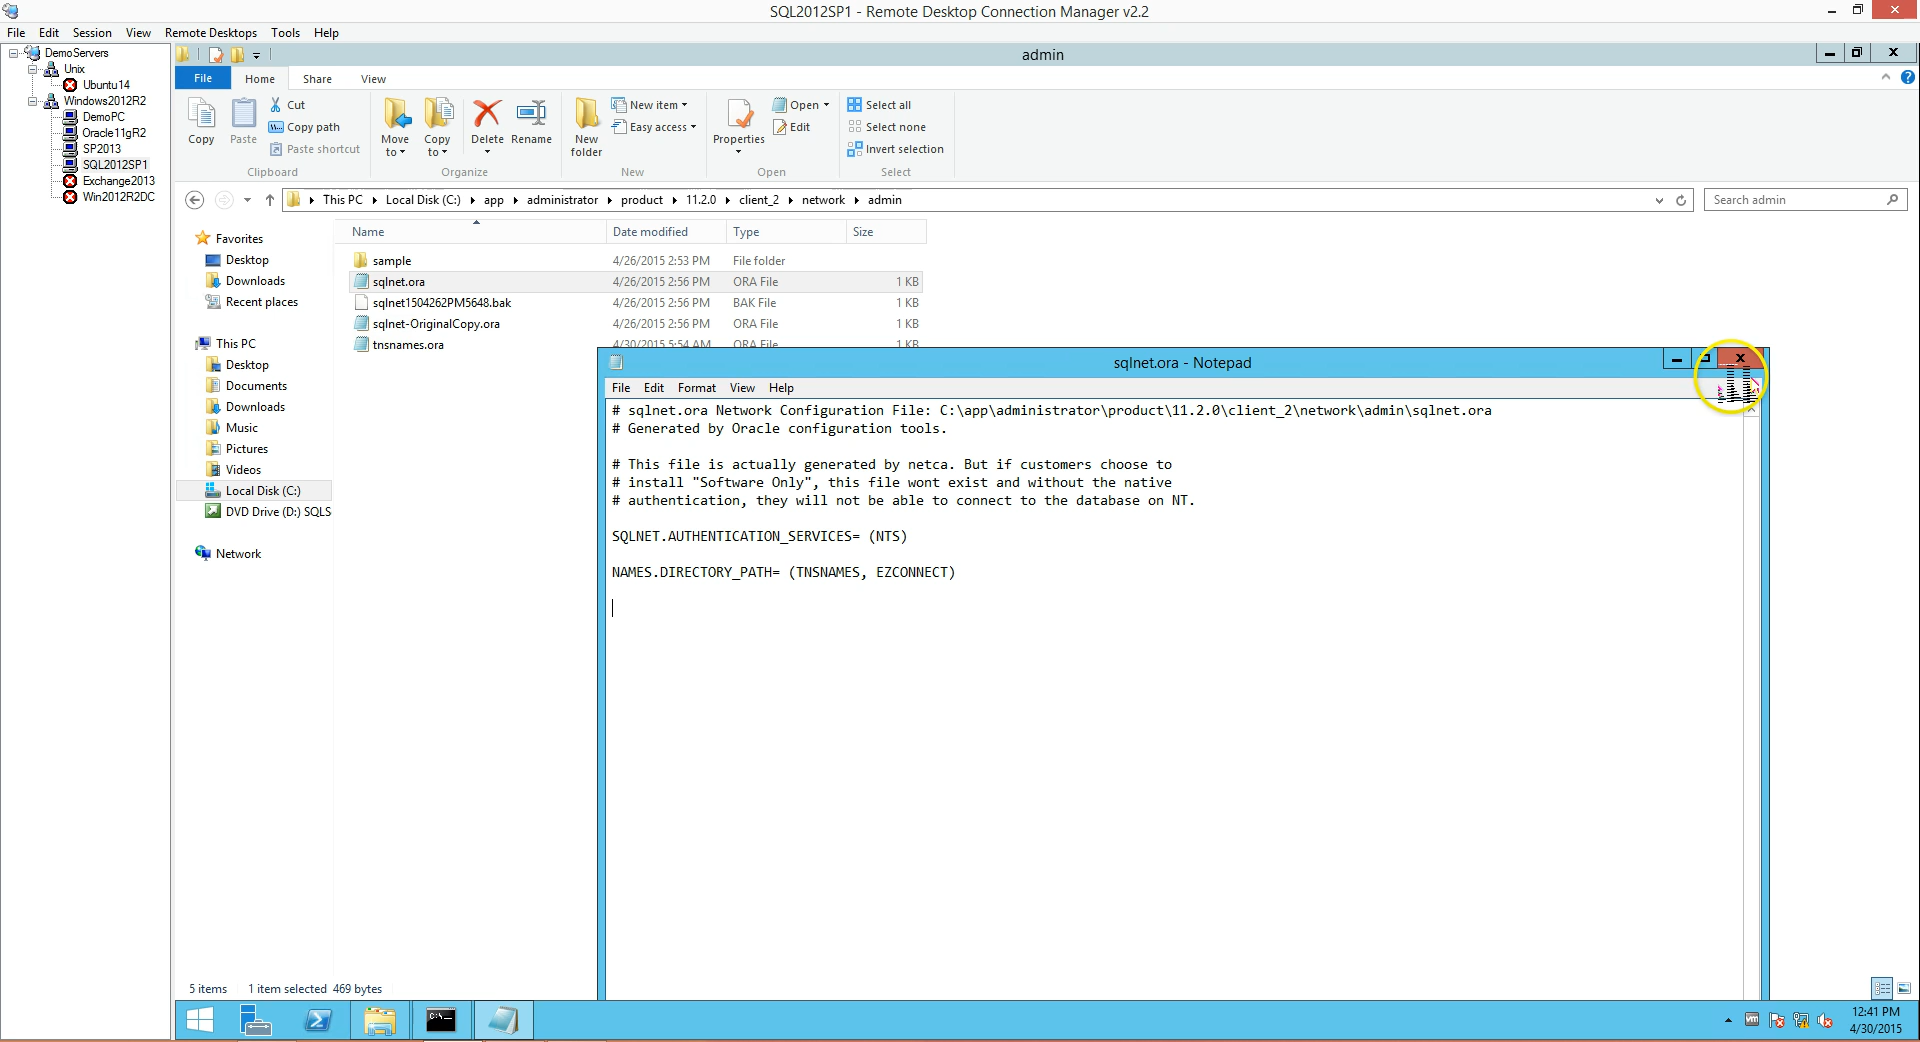 SQL2012SP1 - Remote Desktop Connection Manager v2.2
File Edit Session View Remote Desktops Tools Help
DemoServers
Unix
Ubuntu14
Windows2012R2
DemoPC
Oracle11gR2
SP2013
SQL2012SP1
Exchange2013
Win2012R2DC
admin
File Home Share View
Copy
Paste
Cut
Copy path
Paste shortcut
Clipboard
Move to
Copy to
Delete
Rename
Organize
New folder
New item
Easy access
New
Properties
Open
Edit
Open
Select all
Select none
Invert selection
Select
This PC Local Disk (C:) app administrator product 11.2.0 client_2 network admin
Search admin
Favorites
Desktop
Downloads
Recent places
This PC
Desktop
Documents
Downloads
Music
Pictures
Videos
Local Disk (C:)
DVD Drive (D:) SQLS
Network
Name Date modified Type Size
sample 4/26/2015 2:53 PM File folder
sqlnet.ora 4/26/2015 2:56 PM ORA File 1 KB
sqlnet1504262PM5648.bak 4/26/2015 2:56 PM BAK File 1 KB
sqlnet-OriginalCopy.ora 4/26/2015 2:56 PM ORA File 1 KB
tnsnames.ora 4/30/2015 5:54 AM ORA File 1 KB
sqlnet.ora - Notepad
File Edit Format View Help
# sqlnet.ora Network Configuration File: C:\app\administrator\product\11.2.0\client_2\network\admin\sqlnet.ora
# Generated by Oracle configuration tools.
# This file is actually generated by netca. But if customers choose to
# install "Software Only", this file wont exist and without the native
# authentication, they will not be able to connect to the database on NT.
SQLNET.AUTHENTICATION_SERVICES= (NTS)
NAMES.DIRECTORY_PATH= (TNSNAMES, EZCONNECT)
5 items 1 item selected 469 bytes
12:41 PM
4/30/2015